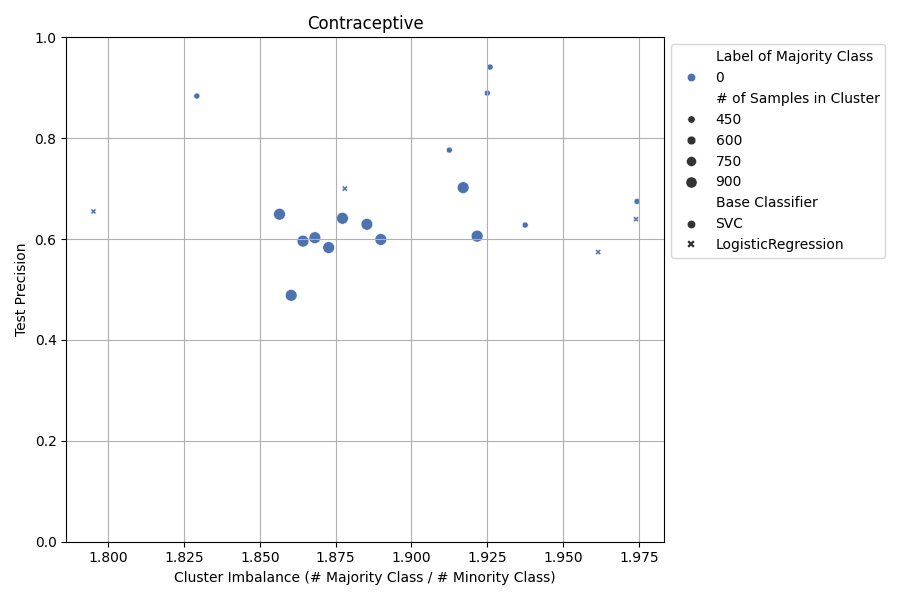 Contraceptive
1.0
0.8
0.6
0.4
0.2
0.0
Test Precision
1.800
1.825
1.850
1.875
1.900
1.925
1.950
1.975
Cluster Imbalance (# Majority Class / # Minority Class)
Label of Majority Class
0
# of Samples in Cluster
450
600
750
900
Base Classifier
SVC
LogisticRegression